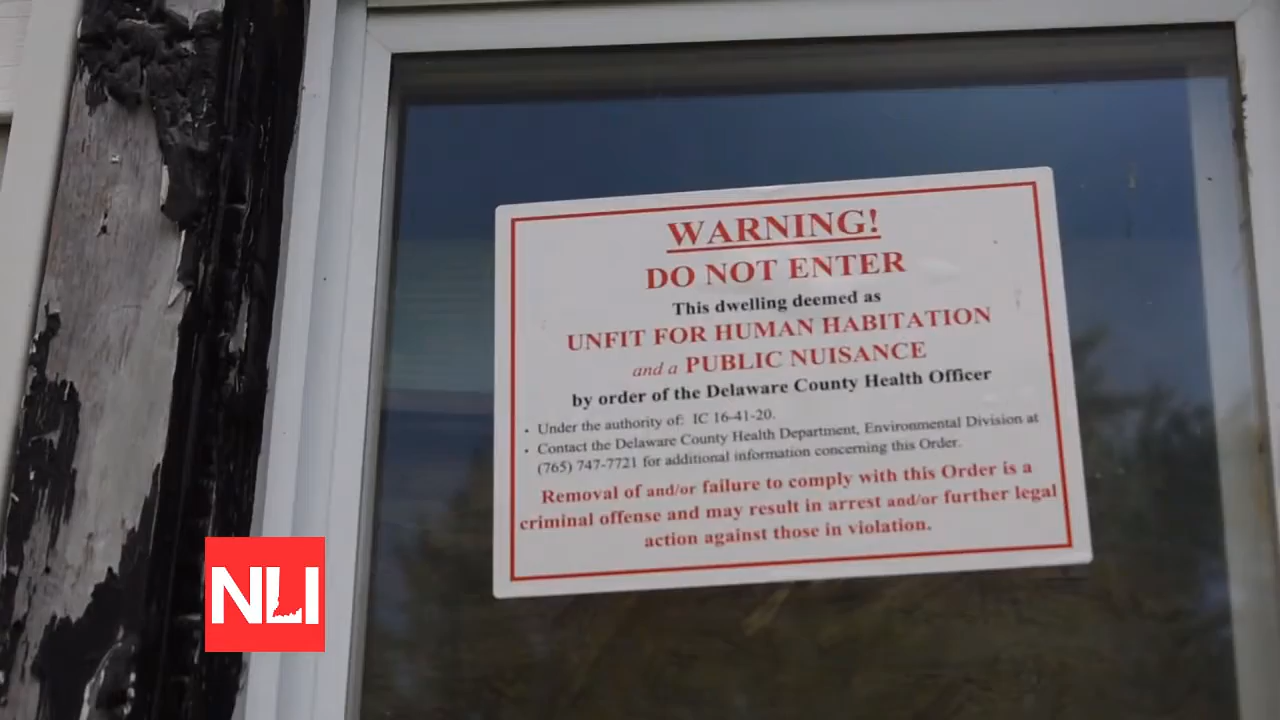 WARNING!
DO NOT ENTER
This dwelling deemed as
UNFIT FOR HUMAN HABITATION
and a PUBLIC NUISANCE
by order of the Delaware County Health Officer
• Under the authority of: IC 16-41-20.
• Contact the Delaware County Health Department, Environmental Division at
(765) 747-7721 for additional information concerning this Order.
Removal of and/or failure to comply with this Order is a
criminal offense and may result in arrest and/or further legal
action against those in violation.
NLI